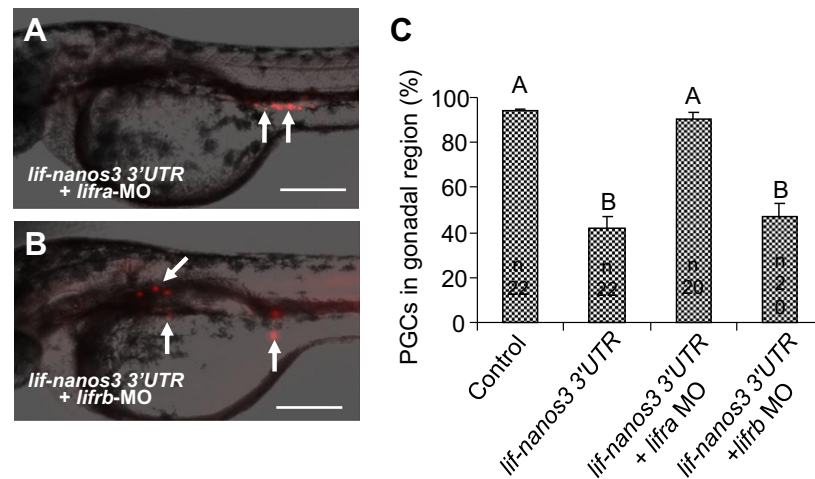 A
lif-nanos3 3'UTR
+ lifra-MO
B
lif-nanos3 3'UTR
+ lifrb-MO
C
PGCs in gonadal region (%)
100
80
60
40
20
0
A
B
A
B
n
22
n
22
n
20
n
2
0
Control
lif-nanos3 3'UTR
lif-nanos3 3'UTR
+ lifra MO
lif-nanos3 3'UTR
+lifrb MO